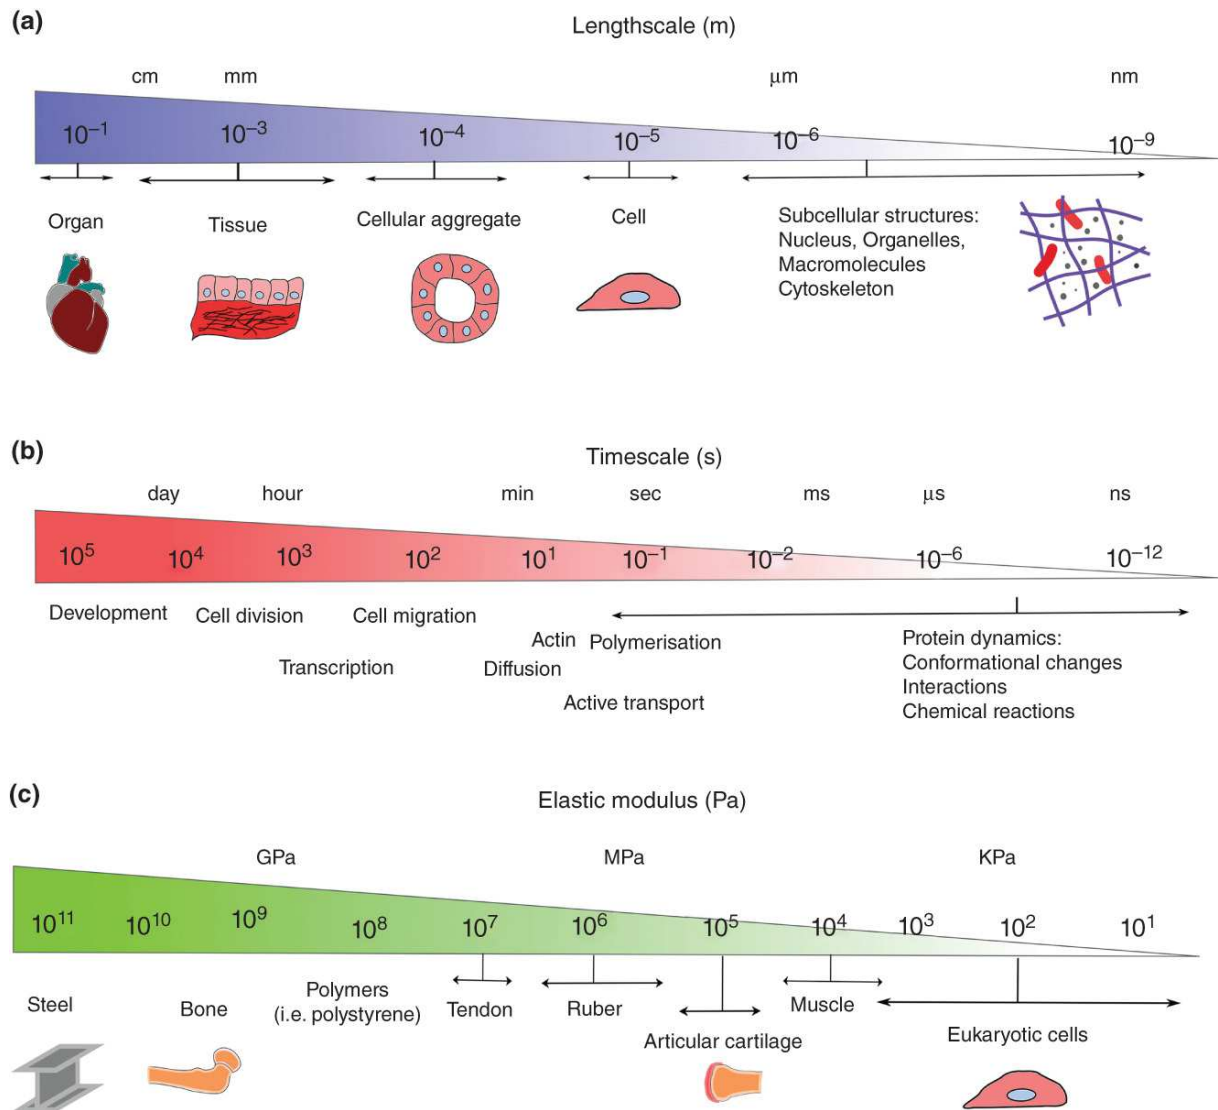 (a)
Lengthscale (m)
cm mm μm nm
10⁻¹ 10⁻³ 10⁻⁴ 10⁻⁵ 10⁻⁶ 10⁻⁹
Organ Tissue Cellular aggregate Cell Subcellular structures:
Nucleus, Organelles,
Macromolecules
Cytoskeleton
(b)
Timescale (s)
day hour min sec ms μs ns
10⁵ 10⁴ 10³ 10² 10¹ 10⁻¹ 10⁻² 10⁻⁶ 10⁻¹²
Development Cell division Cell migration
Actin Polymerisation Protein dynamics:
Transcription Diffusion Conformational changes
Interactions
Active transport Chemical reactions
(c)
Elastic modulus (Pa)
GPa MPa KPa
10¹¹ 10¹⁰ 10⁹ 10⁸ 10⁷ 10⁶ 10⁵ 10⁴ 10³ 10² 10¹
Steel Bone Polymers
(i.e. polystyrene) Tendon Ruber Muscle
Articular cartilage Eukaryotic cells